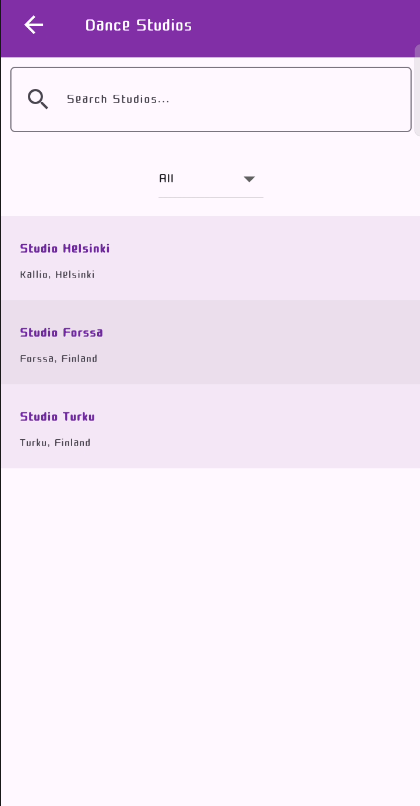 Dance Studios
Search Studios...
All
Studio Helsinki
Kallio, Helsinki
Studio Forssa
Forssa, Finland
Studio Turku
Turku, Finland